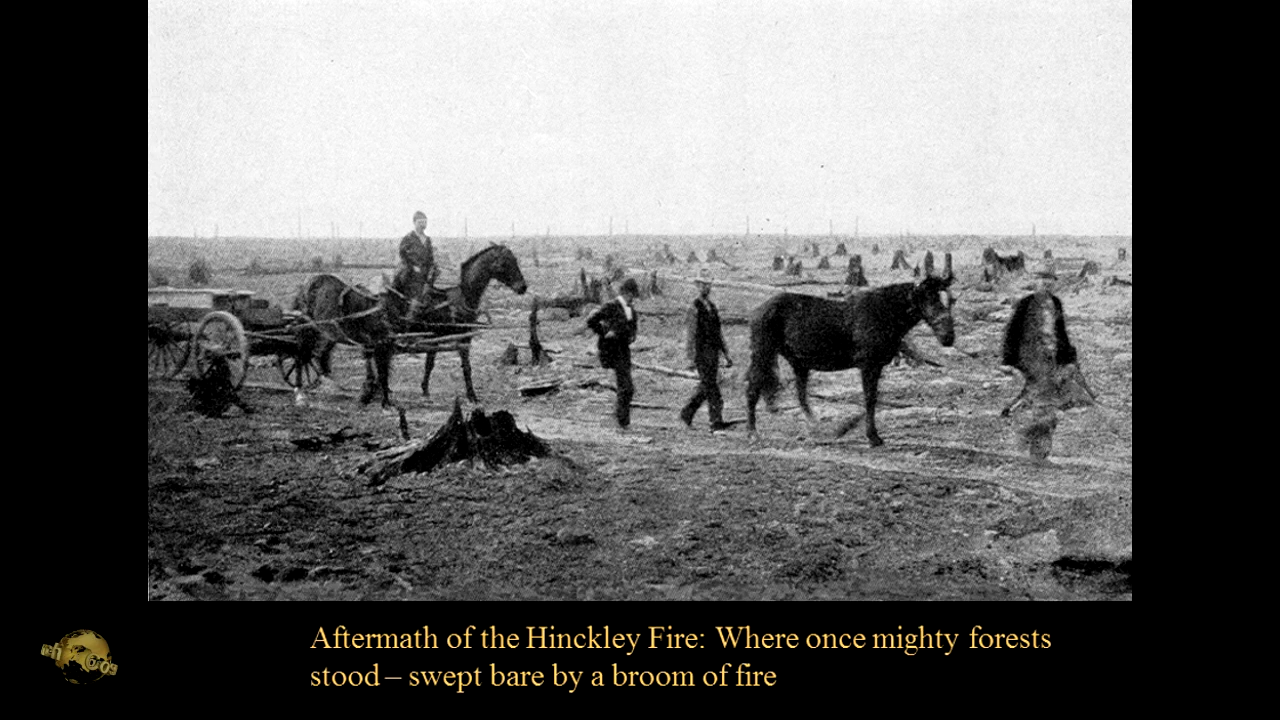 Aftermath of the Hinckley Fire: Where once mighty forests
stood – swept bare by a broom of fire